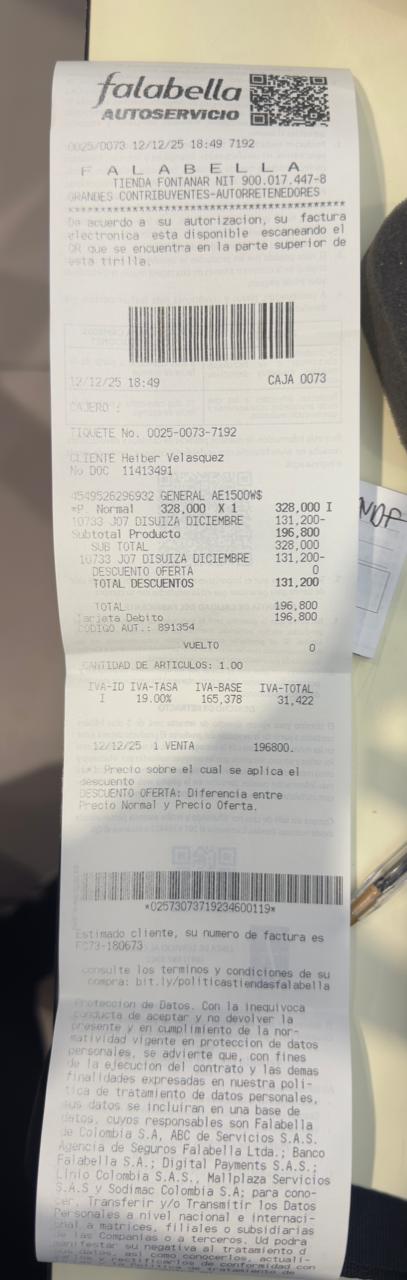 falabella
AUTOSERVICIO
0025/0073 12/12/25 18:49 7192
F A L A B E L L A
TIENDA FONTANAR NIT 900.017.447-8
GRANDES CONTRIBUYENTES-AUTORRETENEDORES
****************************************
De acuerdo a su autorizacion, su factura
electronica esta disponible escaneando el
QR que se encuentra en la parte superior de
esta tirilla.
12/12/25 18:49 CAJA 0073
CAJERO :
TIQUETE No. 0025-0073-7192
CLIENTE Heiber Velasquez
No DOC 11413491
4549526296932 GENERAL AE1500W$
*P. Normal 328,000 X 1 328,000 I
10733 J07 DISUIZA DICIEMBRE 131,200-
Subtotal Producto 196,800
SUB TOTAL 328,000
10733 J07 DISUIZA DICIEMBRE 131,200-
DESCUENTO OFERTA 0
TOTAL DESCUENTOS 131,200
TOTAL 196,800
Tarjeta Debito 196,800
CODIGO AUT.: 891354
VUELTO 0
CANTIDAD DE ARTICULOS: 1.00
IVA-ID IVA-TASA IVA-BASE IVA-TOTAL
I 19.00% 165,378 31,422
12/12/25 1 VENTA 196800.
Precio sobre el cual se aplica el
descuento
DESCUENTO OFERTA: Diferencia entre
Precio Normal y Precio Oferta.
*02573073719234600119*
Estimado cliente, su numero de factura es
FC73-180673
consulte los terminos y condiciones de su
compra: bit.ly/politicastiendasfalabella
Proteccion de Datos. Con la inequivoca
conducta de aceptar y no devolver la
presente y en cumplimiento de la nor-
matividad vigente en proteccion de datos
personales, se advierte que, con fines
de la ejecucion del contrato y las demas
finalidades expresadas en nuestra poli-
tica de tratamiento de datos personales,
sus datos se incluiran en una base de
datos, cuyos responsables son Falabella
de Colombia S.A, ABC de Servicios S.A.S.
Agencia de Seguros Falabella Ltda.; Banco
Falabella S.A.; Digital Payments S.A.S.;
Linio Colombia S.A.S., Mallplaza Servicios
S.A.S y Sodimac Colombia S.A; para cono-
cer, Transferir y/o Transmitir los Datos
Personales a nivel nacional e internaci-
onal a matrices, filiales o subsidiarias
de las Companias o a terceros. Ud podra
manifestar su negativa al tratamiento d
sus datos, asi como conocerlos, actuali-
zarlos y rectificarlos de conformidad con
la Politica de tratamiento de